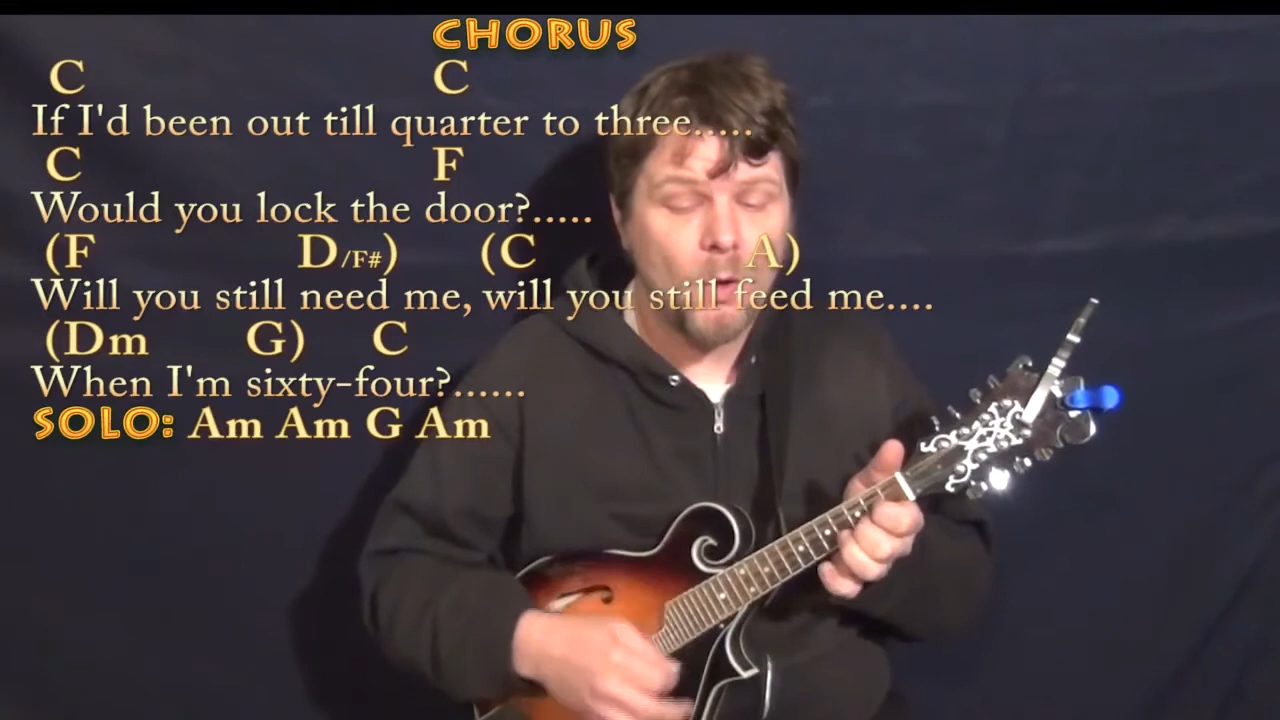 CHORUS
C C
If I'd been out till quarter to three.....
C F
Would you lock the door?.....
(F D/F#) (C A)
Will you still need me, will you still feed me....
(Dm G) C
When I'm sixty-four?......
SOLO: Am Am G Am